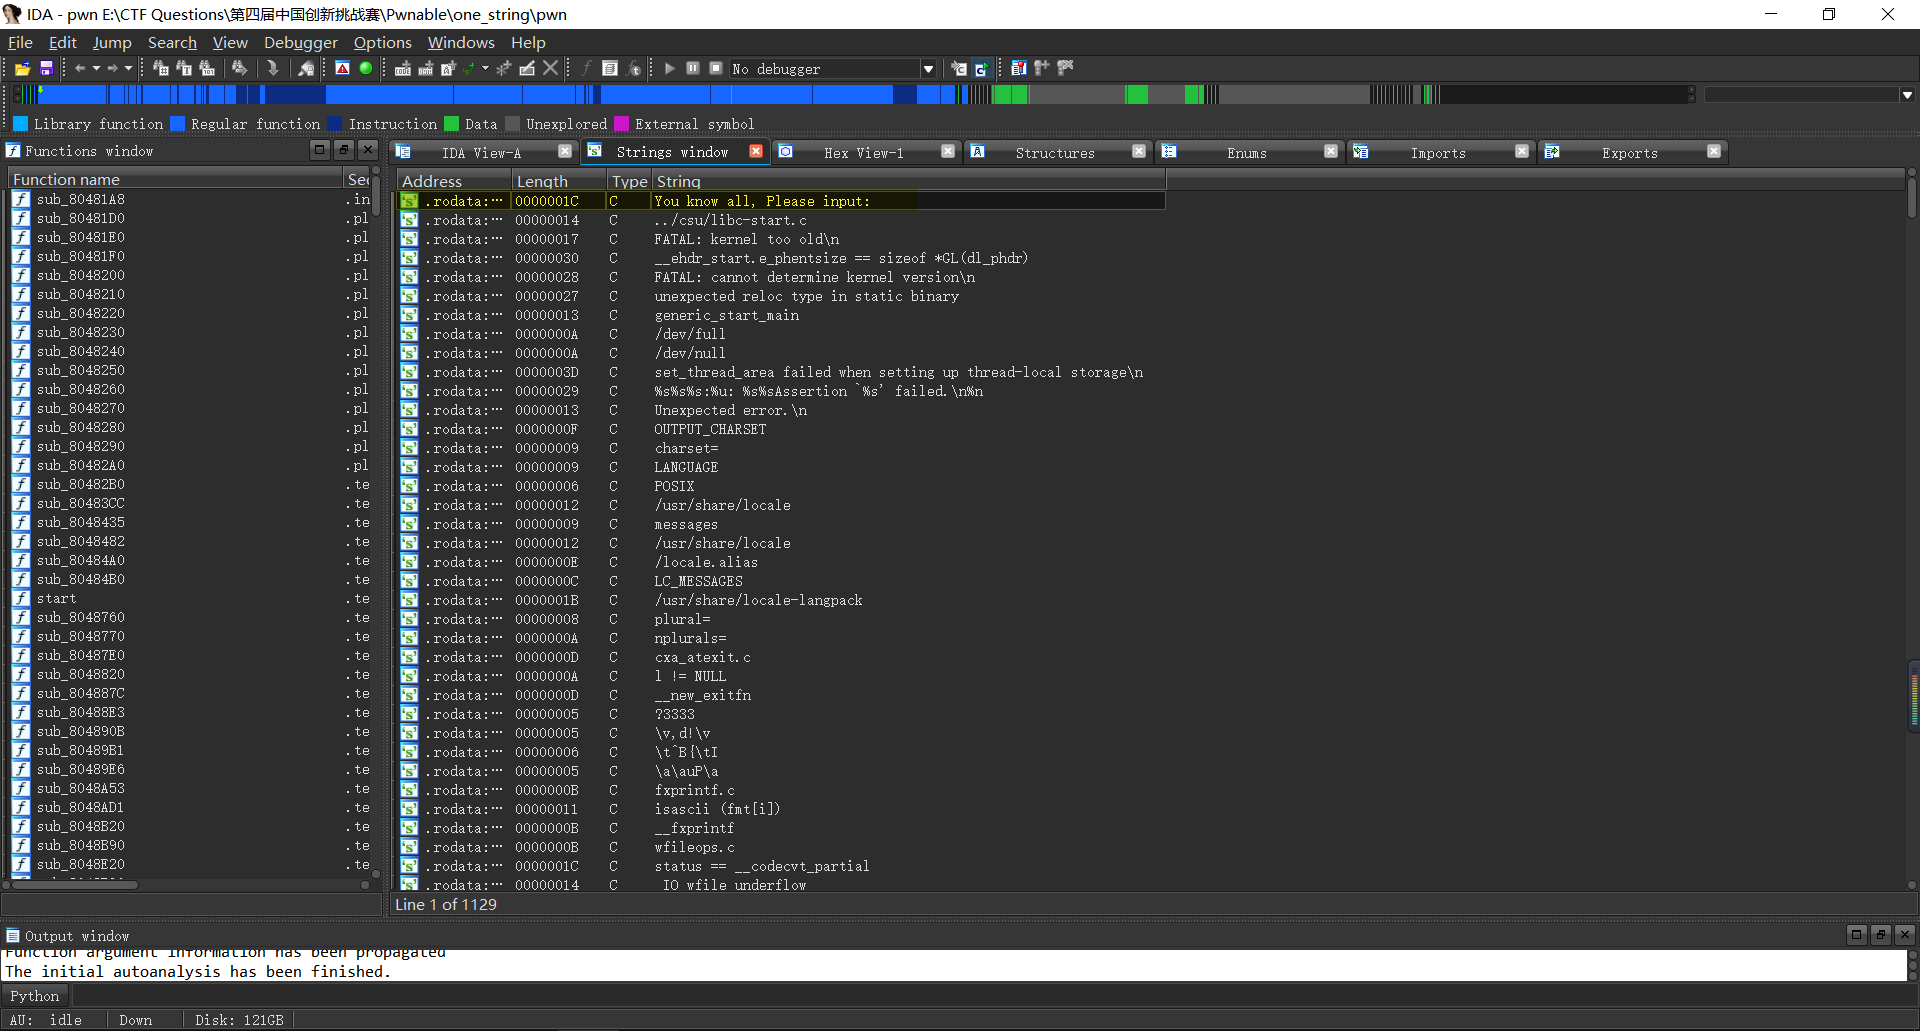 IDA - pwn E:\CTF Questions\第四届中国创新挑战赛\Pwnable\one_string\pwn
File Edit Jump Search View Debugger Options Windows Help
No debugger
Library function Regular function Instruction Data Unexplored External symbol
Functions window
IDA View-A Strings window Hex View-1 Structures Enums Imports Exports
Function name Sec
sub_80481A8 .in
sub_80481D0 .pl
sub_80481E0 .pl
sub_80481F0 .pl
sub_8048200 .pl
sub_8048210 .pl
sub_8048220 .pl
sub_8048230 .pl
sub_8048240 .pl
sub_8048250 .pl
sub_8048260 .pl
sub_8048270 .pl
sub_8048280 .pl
sub_8048290 .pl
sub_80482A0 .pl
sub_80482B0 .te
sub_80483CC .te
sub_8048435 .te
sub_8048482 .te
sub_80484A0 .te
sub_80484B0 .te
start .te
sub_8048760 .te
sub_8048770 .te
sub_80487E0 .te
sub_8048820 .te
sub_804887C .te
sub_80488E3 .te
sub_804890B .te
sub_80489B1 .te
sub_80489E6 .te
sub_8048A53 .te
sub_8048AD1 .te
sub_8048B20 .te
sub_8048B90 .te
sub_8048E20 .te
Address Length Type String
.rodata:… 0000001C C You know all, Please input:
.rodata:… 00000014 C ../csu/libc-start.c
.rodata:… 00000017 C FATAL: kernel too old\n
.rodata:… 00000030 C __ehdr_start.e_phentsize == sizeof *GL(dl_phdr)
.rodata:… 00000028 C FATAL: cannot determine kernel version\n
.rodata:… 00000027 C unexpected reloc type in static binary
.rodata:… 00000013 C generic_start_main
.rodata:… 0000000A C /dev/full
.rodata:… 0000000A C /dev/null
.rodata:… 0000003D C set_thread_area failed when setting up thread-local storage\n
.rodata:… 00000029 C %s%s%s:%u: %s%sAssertion `%s' failed.\n%n
.rodata:… 00000013 C Unexpected error.\n
.rodata:… 0000000F C OUTPUT_CHARSET
.rodata:… 00000009 C charset=
.rodata:… 00000009 C LANGUAGE
.rodata:… 00000006 C POSIX
.rodata:… 00000012 C /usr/share/locale
.rodata:… 00000009 C messages
.rodata:… 00000012 C /usr/share/locale
.rodata:… 0000000E C /locale.alias
.rodata:… 0000000C C LC_MESSAGES
.rodata:… 0000001B C /usr/share/locale-langpack
.rodata:… 00000008 C plural=
.rodata:… 0000000A C nplurals=
.rodata:… 0000000D C cxa_atexit.c
.rodata:… 0000000A C l != NULL
.rodata:… 0000000D C __new_exitfn
.rodata:… 00000005 C ?3333
.rodata:… 00000005 C \v,d!\v
.rodata:… 00000006 C \t^B{\tI
.rodata:… 00000005 C \a\auP\a
.rodata:… 0000000B C fxprintf.c
.rodata:… 00000011 C isascii (fmt[i])
.rodata:… 0000000B C __fxprintf
.rodata:… 0000000B C wfileops.c
.rodata:… 0000001C C status == __codecvt_partial
.rodata:… 00000014 C _IO_wfile_underflow
Line 1 of 1129
Output window
Function argument information has been propagated
The initial autoanalysis has been finished.
Python
AU: idle Down Disk: 121GB